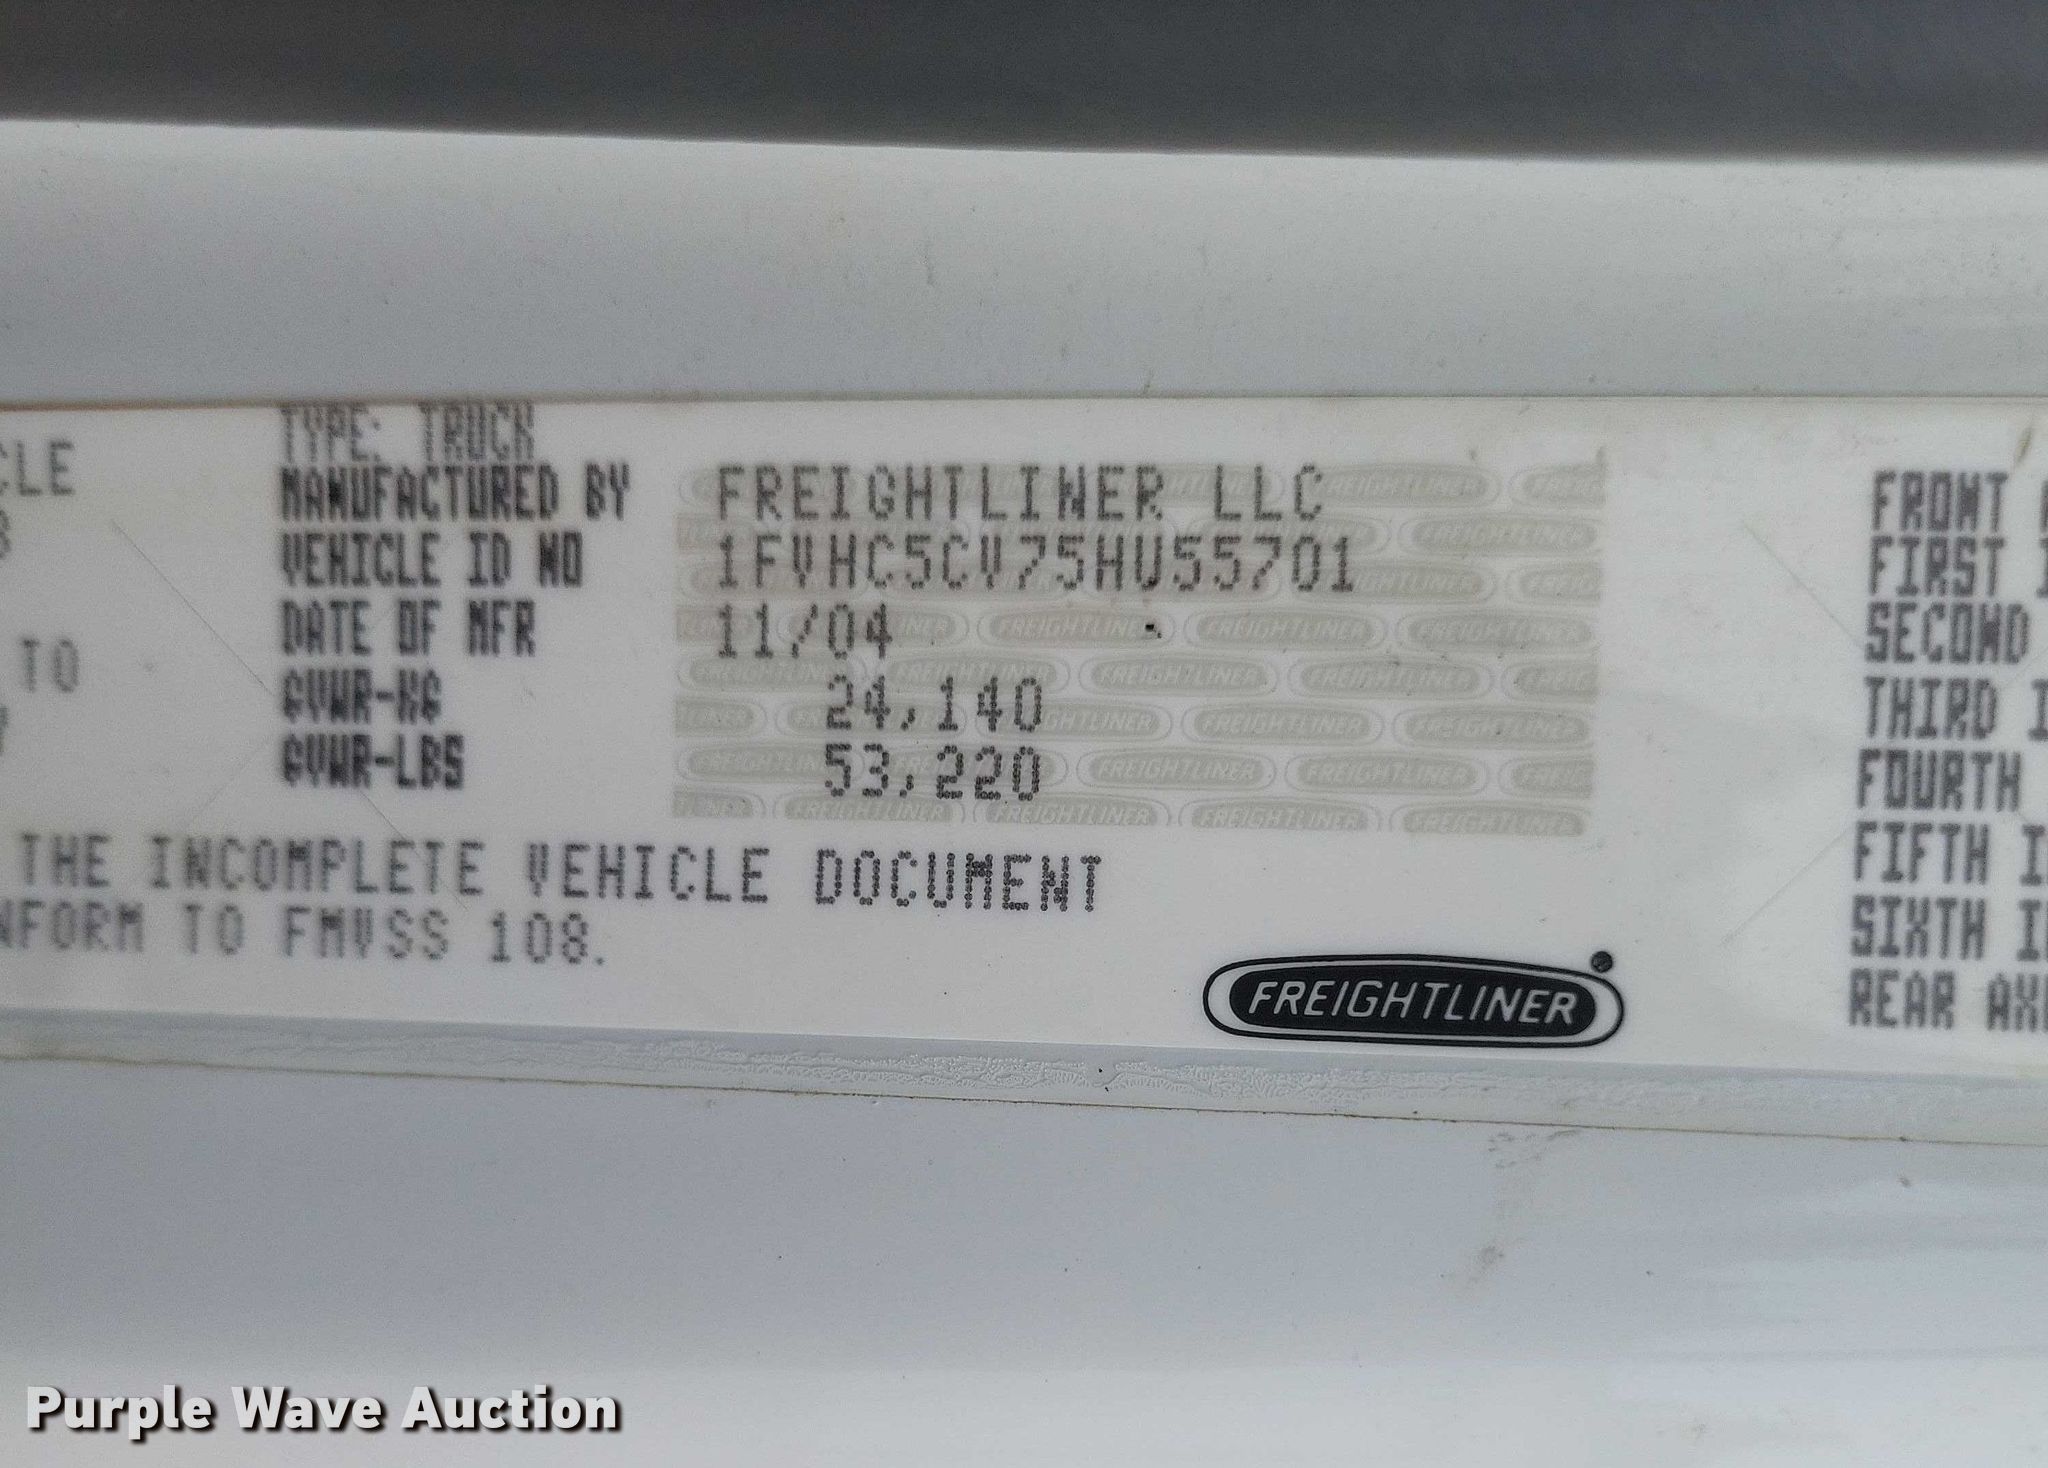 TYPE: TRUCK
MANUFACTURED BY FREIGHTLINER LLC
VEHICLE ID NO 1FVHC5CV75HU55701
DATE OF MFR 11/04
GVWR-KG 24,140
GVWR-LBS 53,220
CLE
TO
THE INCOMPLETE VEHICLE DOCUMENT
NFORM TO FMVSS 108.
FREIGHTLINER
FRONT
FIRST I
SECOND
THIRD I
FOURTH
FIFTH I
SIXTH I
REAR AX
Purple Wave Auction